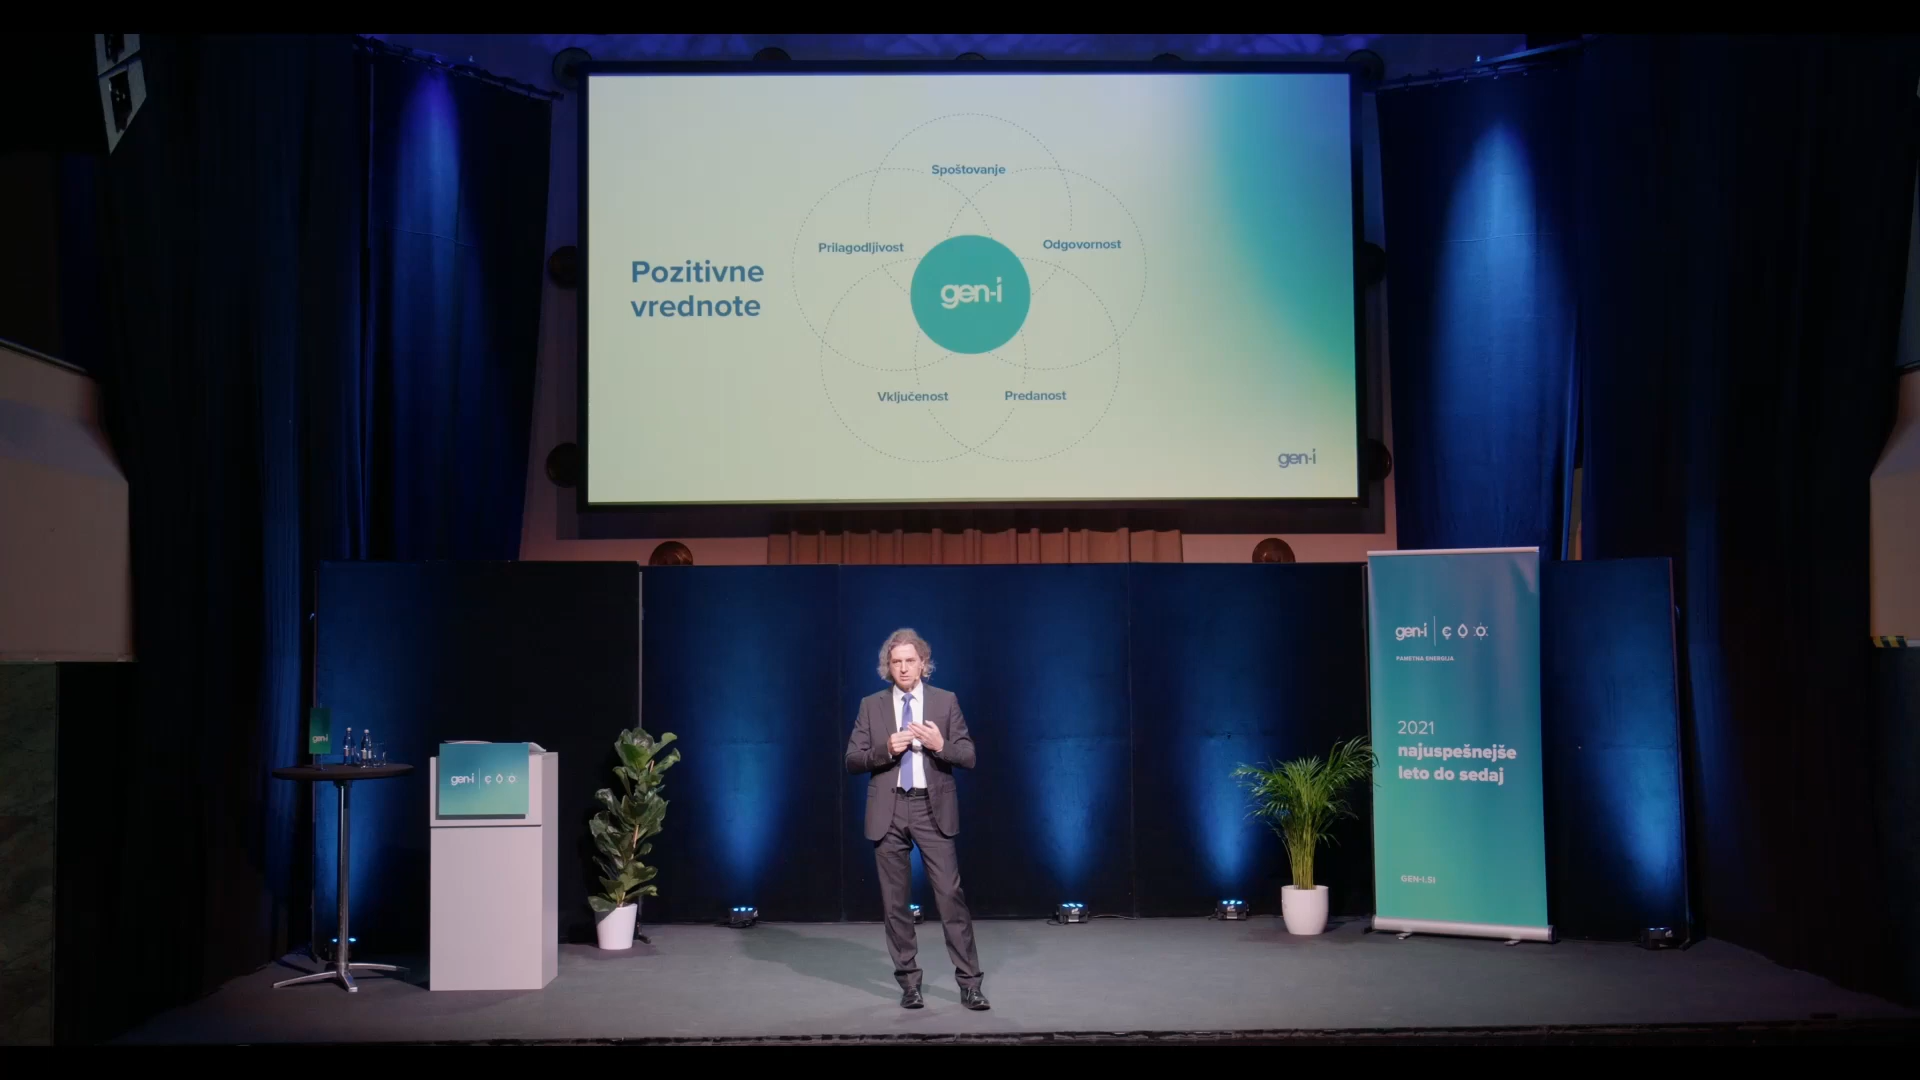 Spoštovanje
Prilagodljivost
Odgovornost
Pozitivne
vrednote
gen-i
Vključenost
Predanost
gen-i
gen-i
PAMETNA ENERGIJA
2021
najuspešnejše
leto do sedaj
GEN-I.SI
gen-i
gen-i